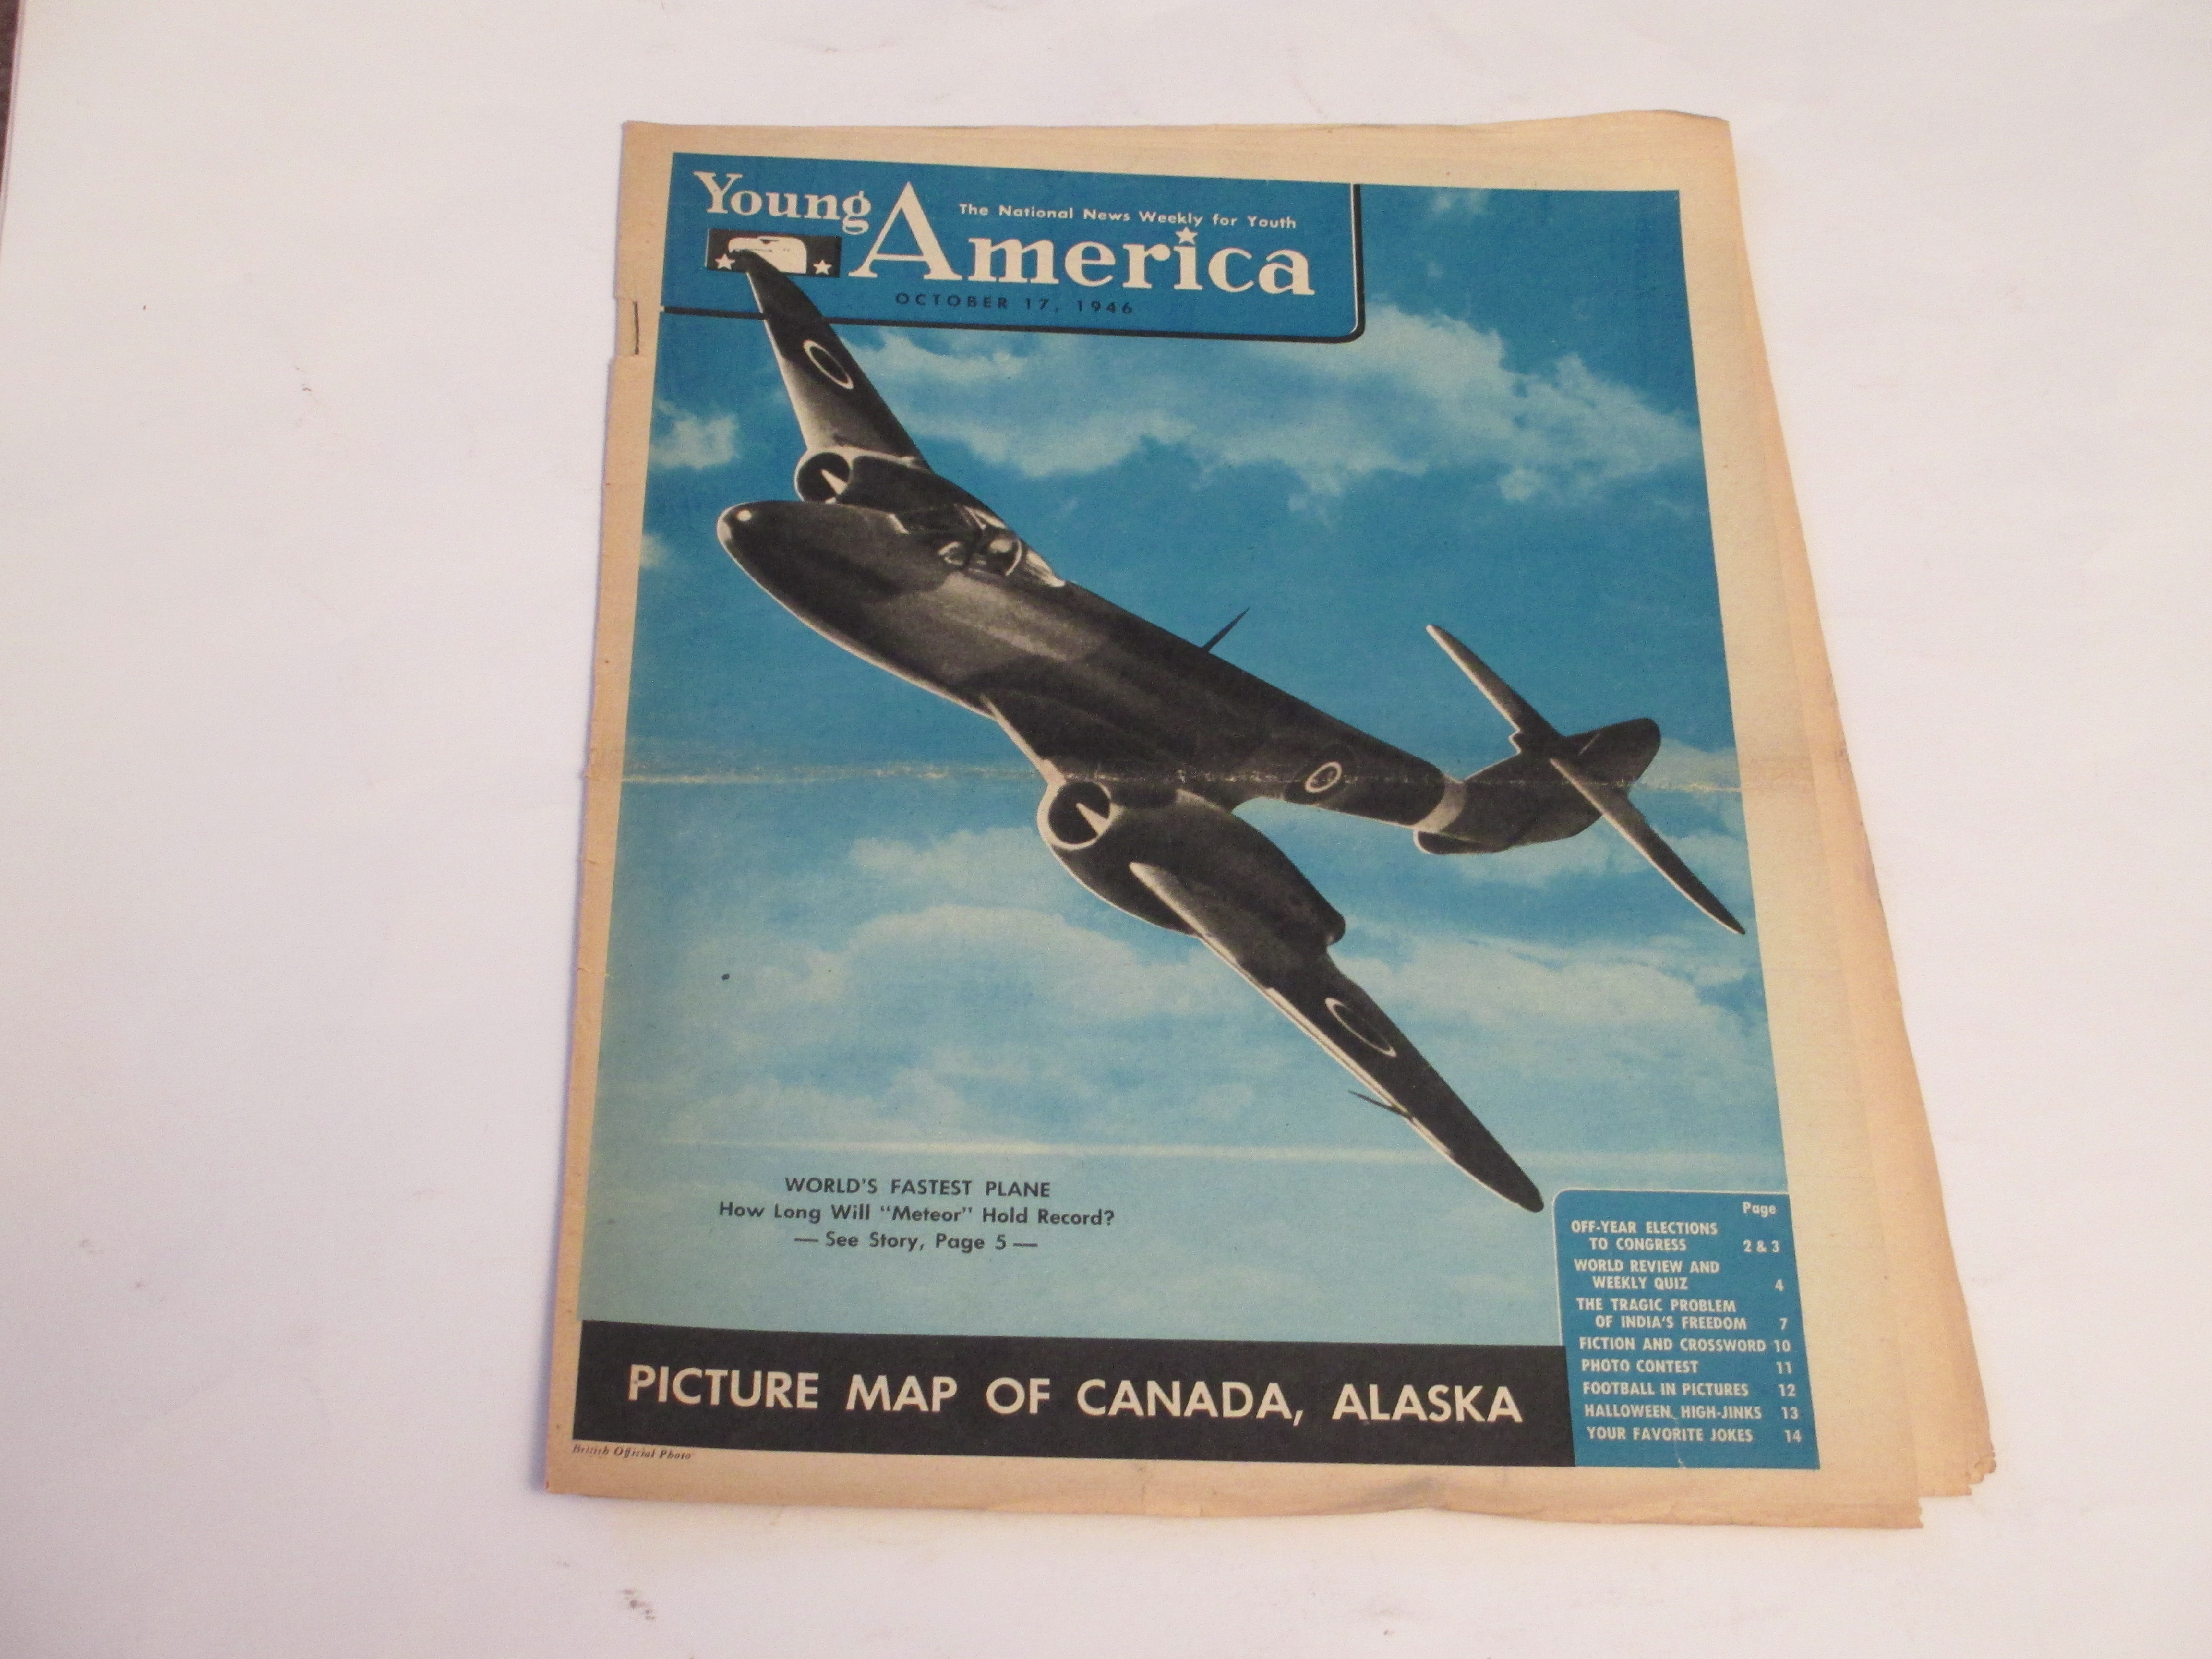 Young America
The National News Weekly for Youth
OCTOBER 17, 1946
WORLD'S FASTEST PLANE
How Long Will "Meteor" Hold Record?
— See Story, Page 5 —
Page
OFF-YEAR ELECTIONS
TO CONGRESS 2 & 3
WORLD REVIEW AND
WEEKLY QUIZ 4
THE TRAGIC PROBLEM
OF INDIA'S FREEDOM 7
FICTION AND CROSSWORD 10
PHOTO CONTEST 11
FOOTBALL IN PICTURES 12
HALLOWEEN HIGH-JINKS 13
YOUR FAVORITE JOKES 14
PICTURE MAP OF CANADA, ALASKA
British Official Photo